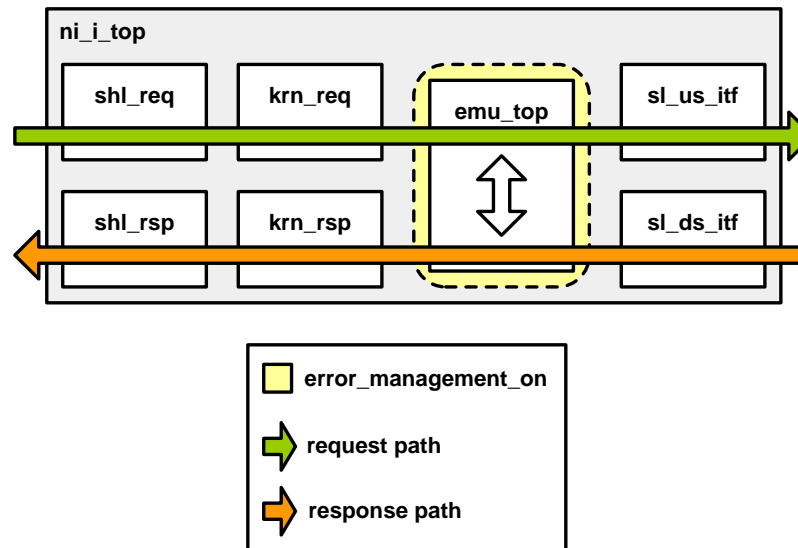 ni_i_top
shl_req
krn_req
emu_top
sl_us_itf
shl_rsp
krn_rsp
sl_ds_itf
error_management_on
request path
response path